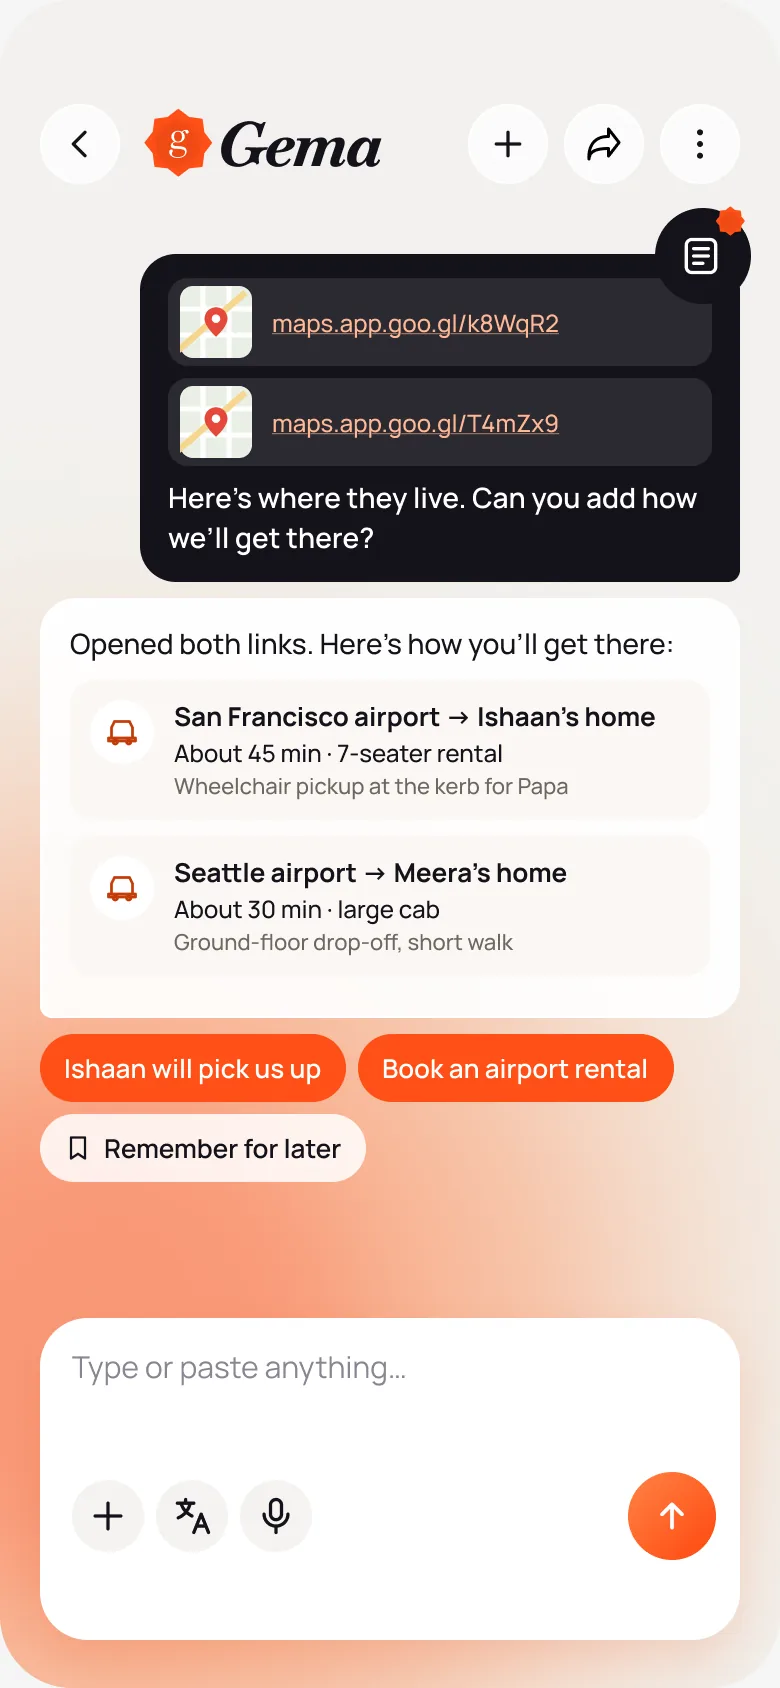 g Gema
maps.app.goo.gl/k8WqR2
maps.app.goo.gl/T4mZx9
Here’s where they live. Can you add how
we’ll get there?
Opened both links. Here’s how you’ll get there:
San Francisco airport → Ishaan’s home
About 45 min · 7-seater rental
Wheelchair pickup at the kerb for Papa
Seattle airport → Meera’s home
About 30 min · large cab
Ground-floor drop-off, short walk
Ishaan will pick us up
Book an airport rental
Remember for later
Type or paste anything...
文A